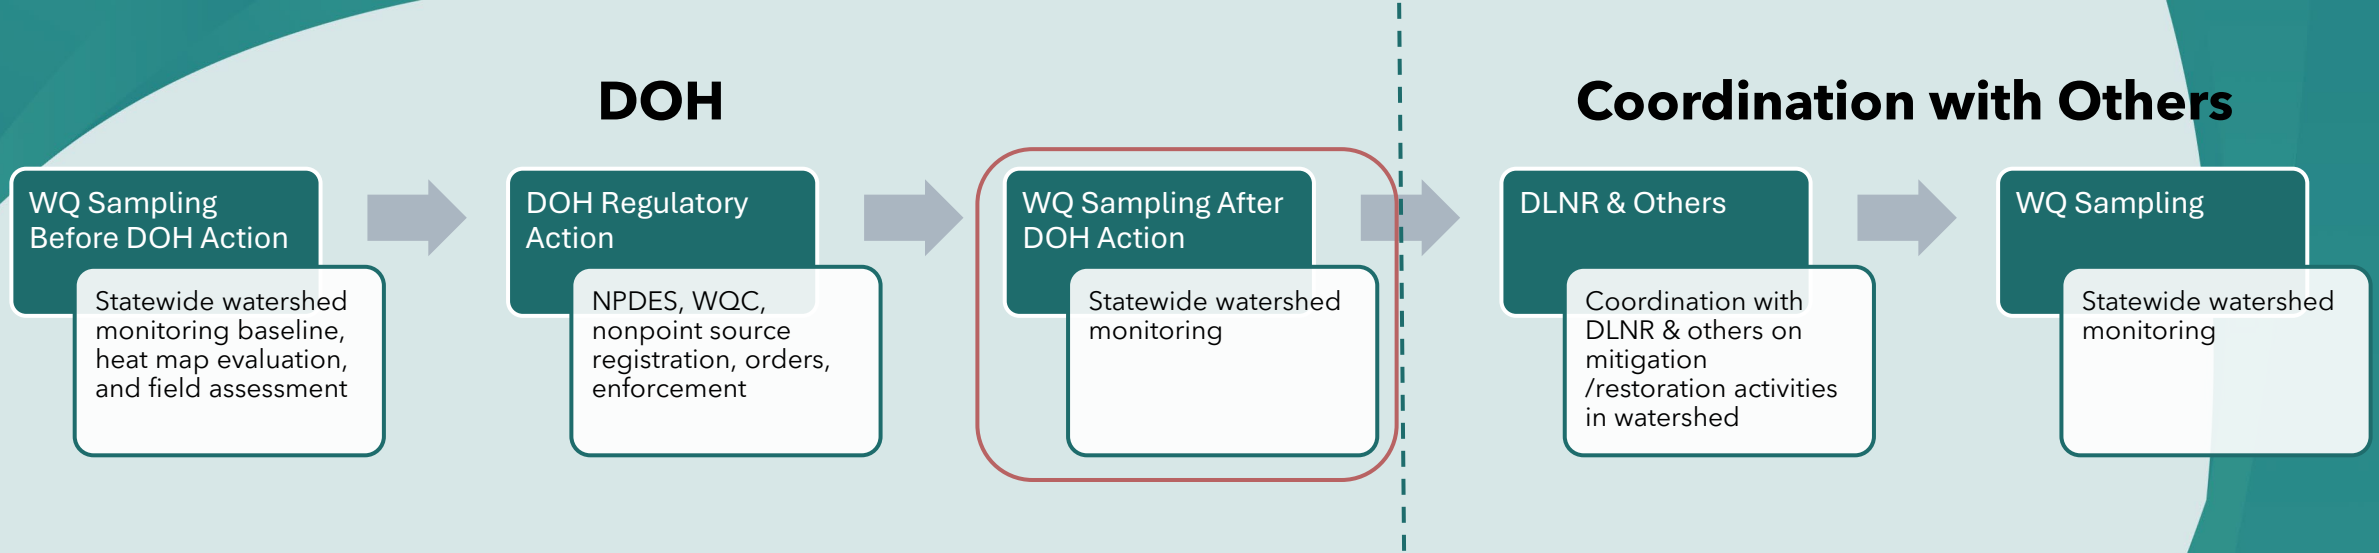 DOH
Coordination with Others
WQ Sampling
Before DOH Action
Statewide watershed
monitoring baseline,
heat map evaluation,
and field assessment
DOH Regulatory
Action
NPDES, WQC,
nonpoint source
registration, orders,
enforcement
WQ Sampling After
DOH Action
Statewide watershed
monitoring
DLNR & Others
Coordination with
DLNR & others on
mitigation
/restoration activities
in watershed
WQ Sampling
Statewide watershed
monitoring